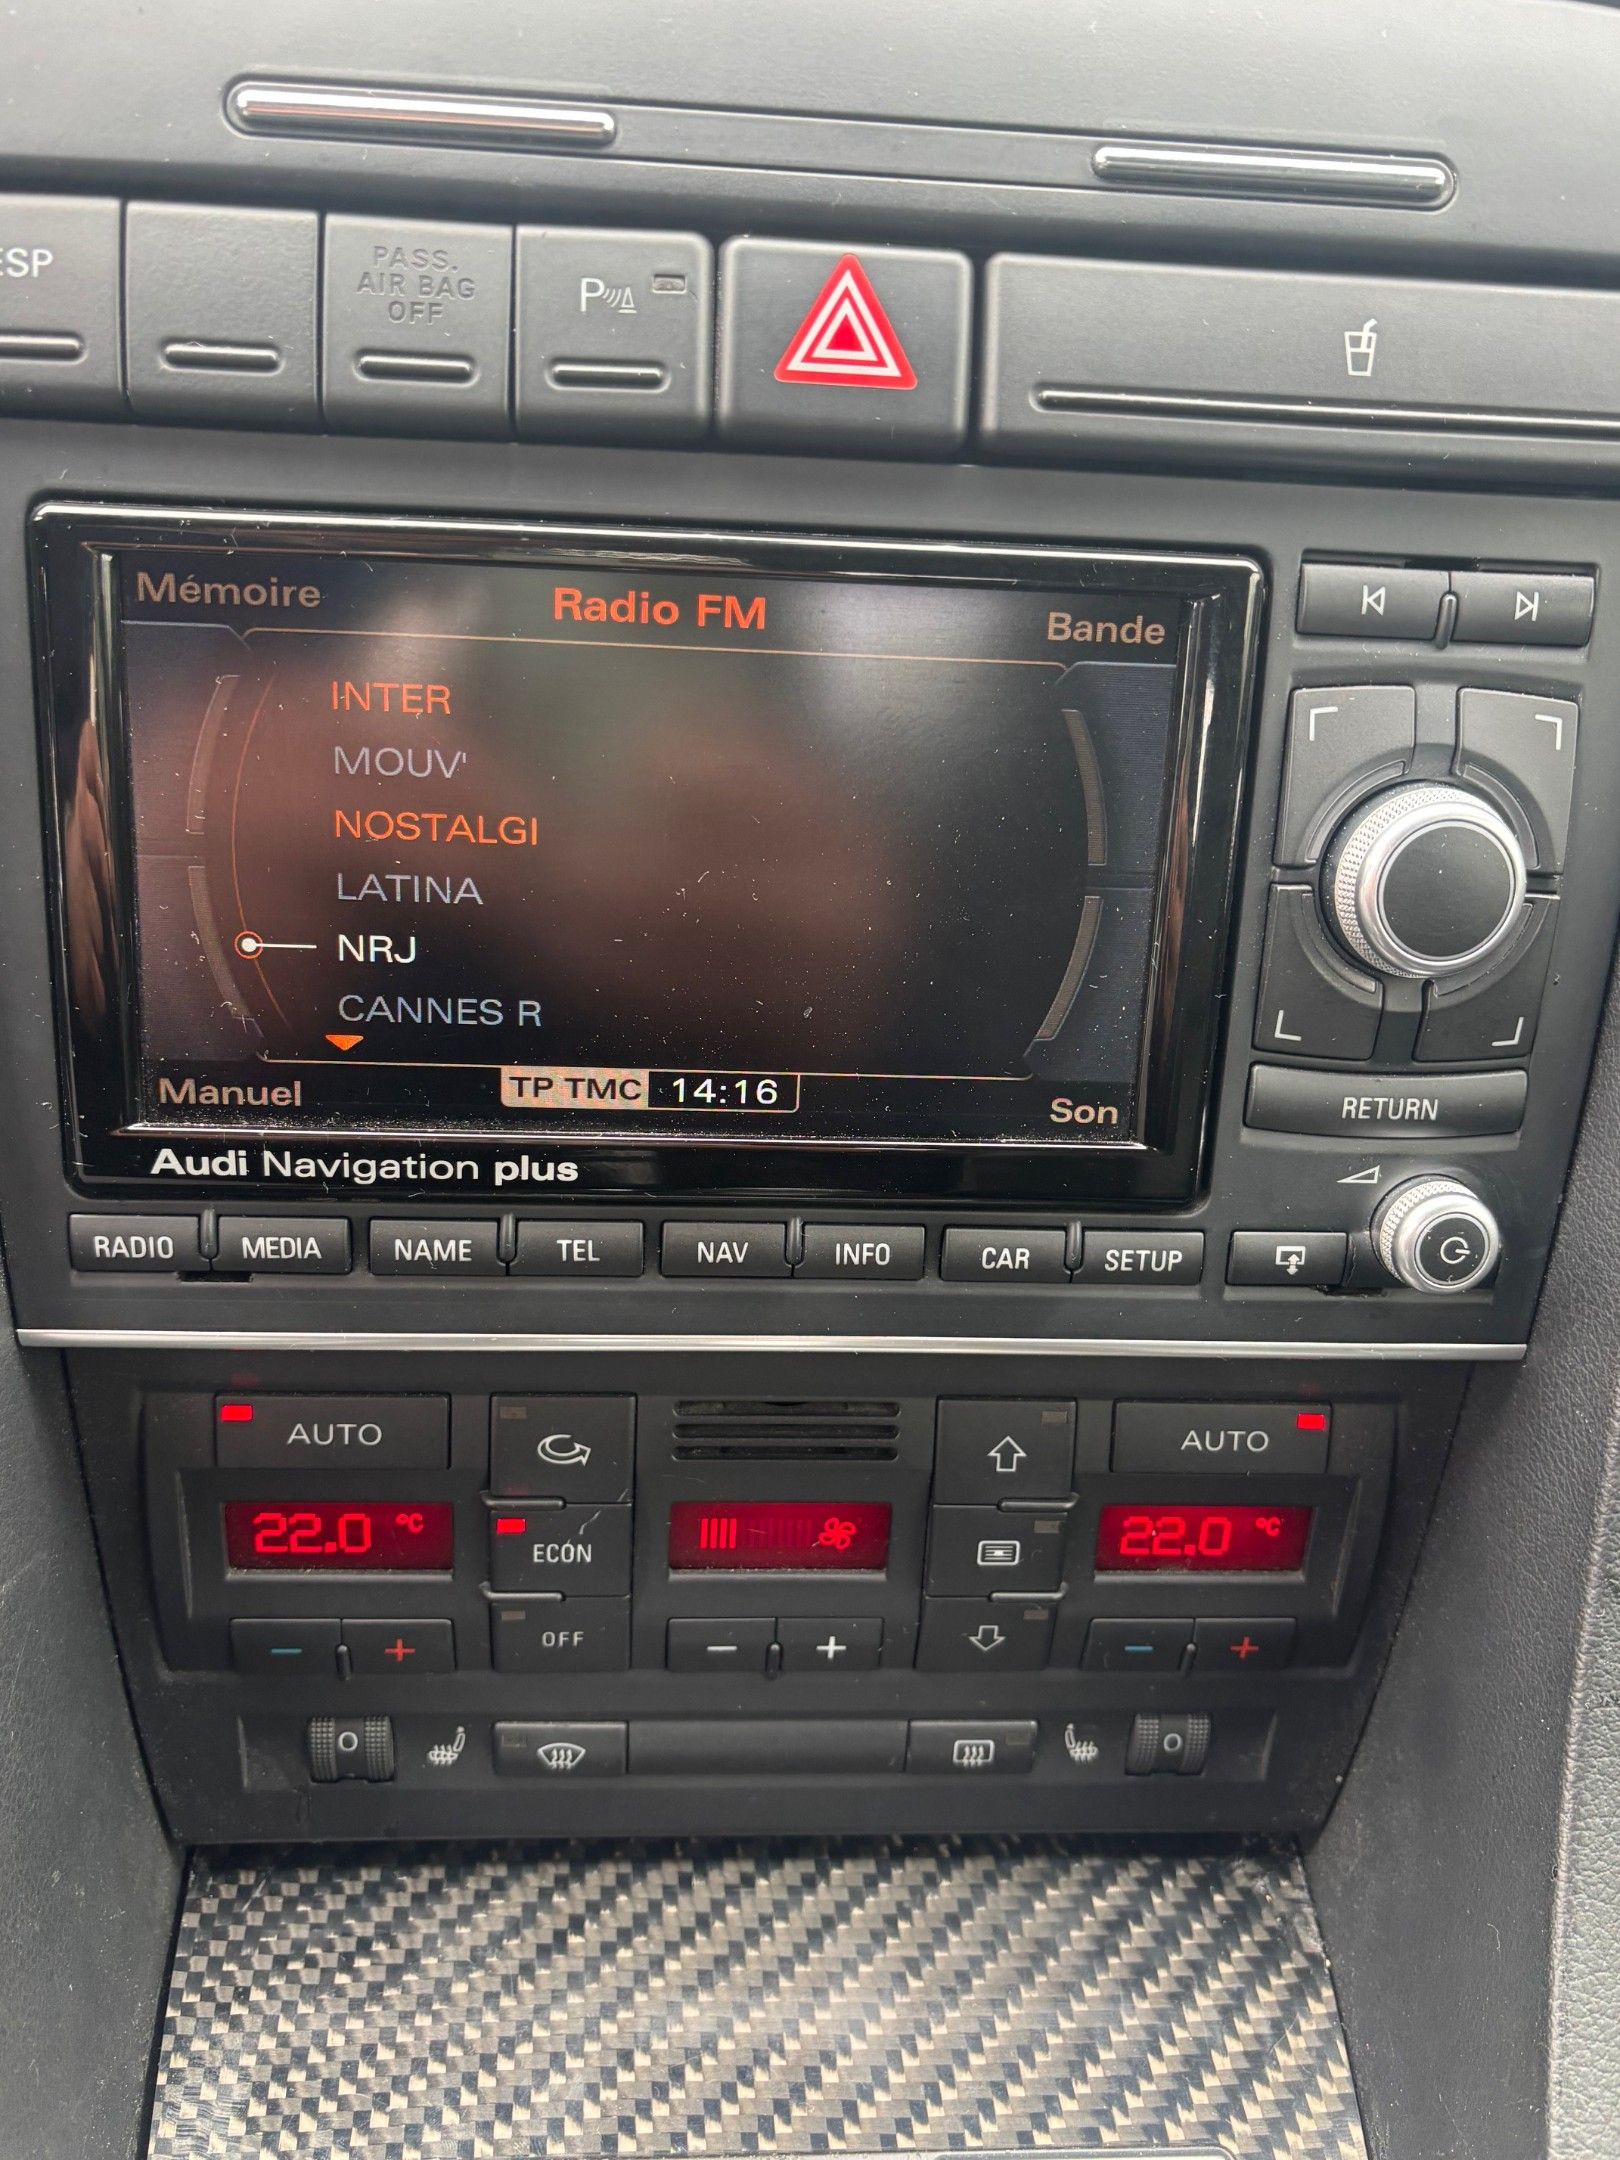 ESP
PASS.
AIR BAG
OFF
P
Mémoire
Radio FM
Bande
INTER
MOUV'
NOSTALGI
LATINA
NRJ
CANNES R
Manuel
TP TMC 14:16
Son
Audi Navigation plus
RETURN
RADIO MEDIA NAME TEL NAV INFO CAR SETUP
AUTO
AUTO
22.0 °C
ECÓN
22.0 °C
- +
OFF
- +
- +
O
O